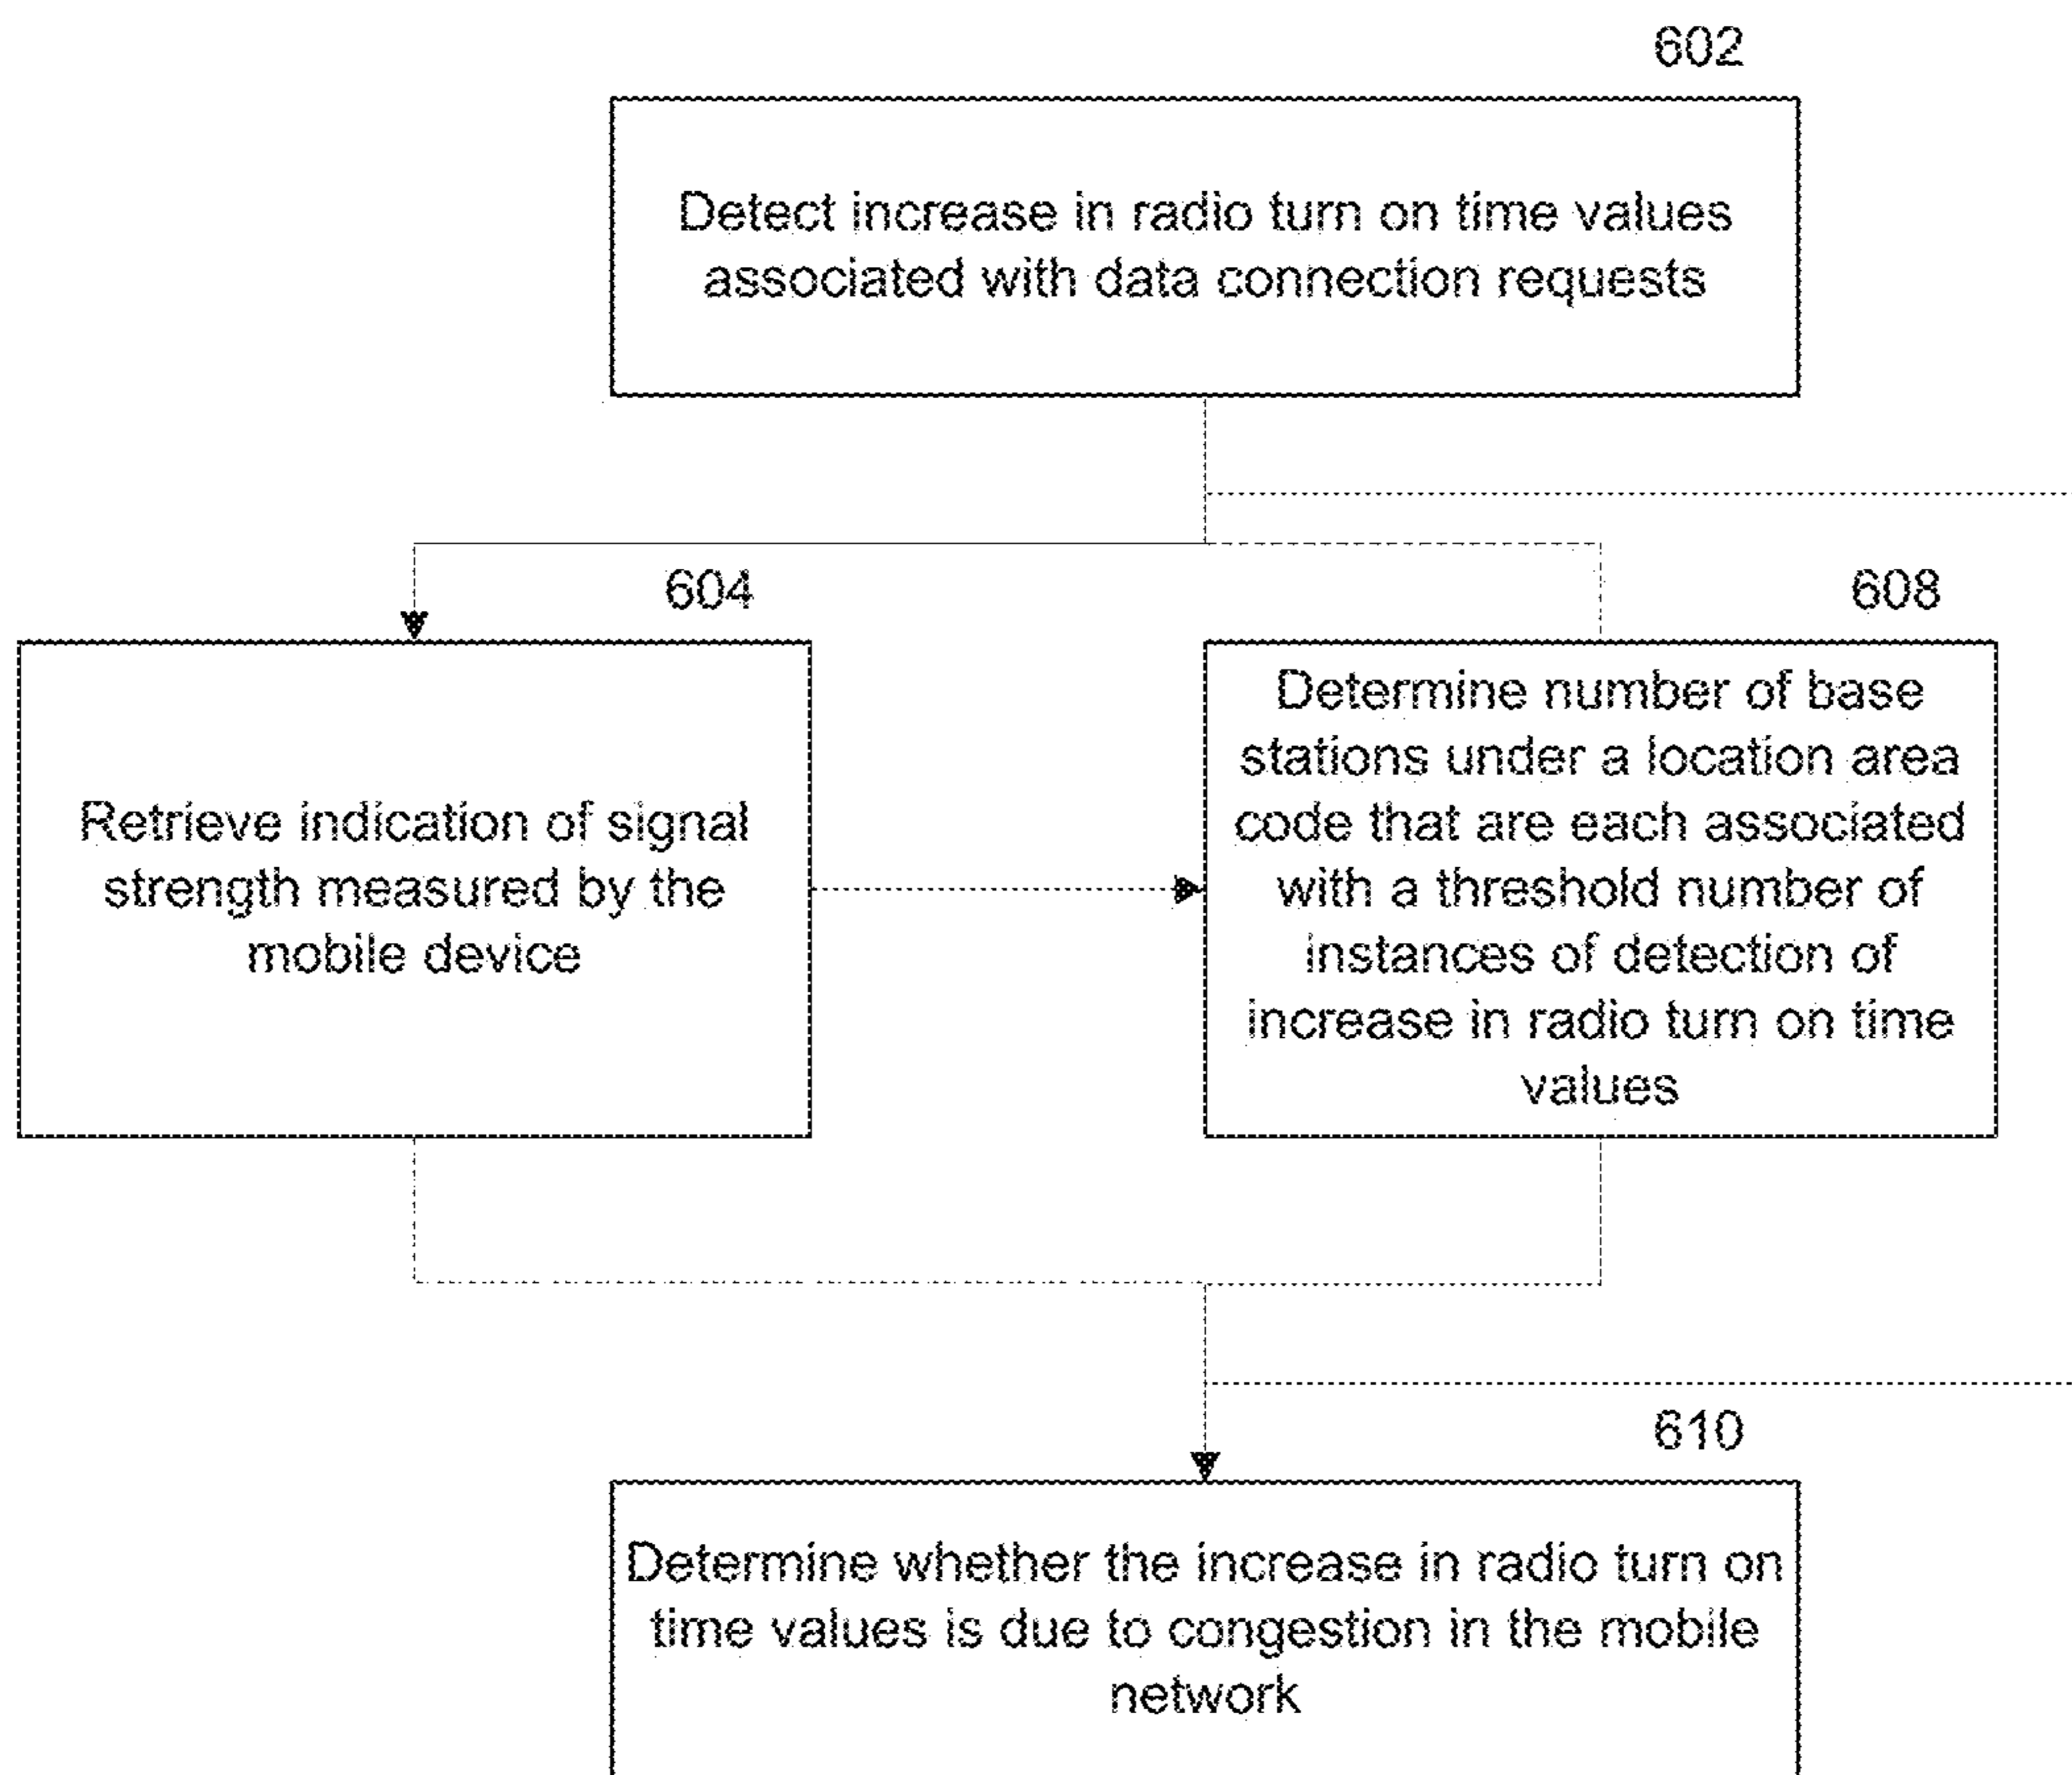 602
Detect increase in radio turn on time values
associated with data connection requests
604
Retrieve indication of signal
strength measured by the
mobile device
608
Determine number of base
stations under a location area
code that are each associated
with a threshold number of
instances of detection of
increase in radio turn on time
values
610
Determine whether the increase in radio turn on
time values is due to congestion in the mobile
network